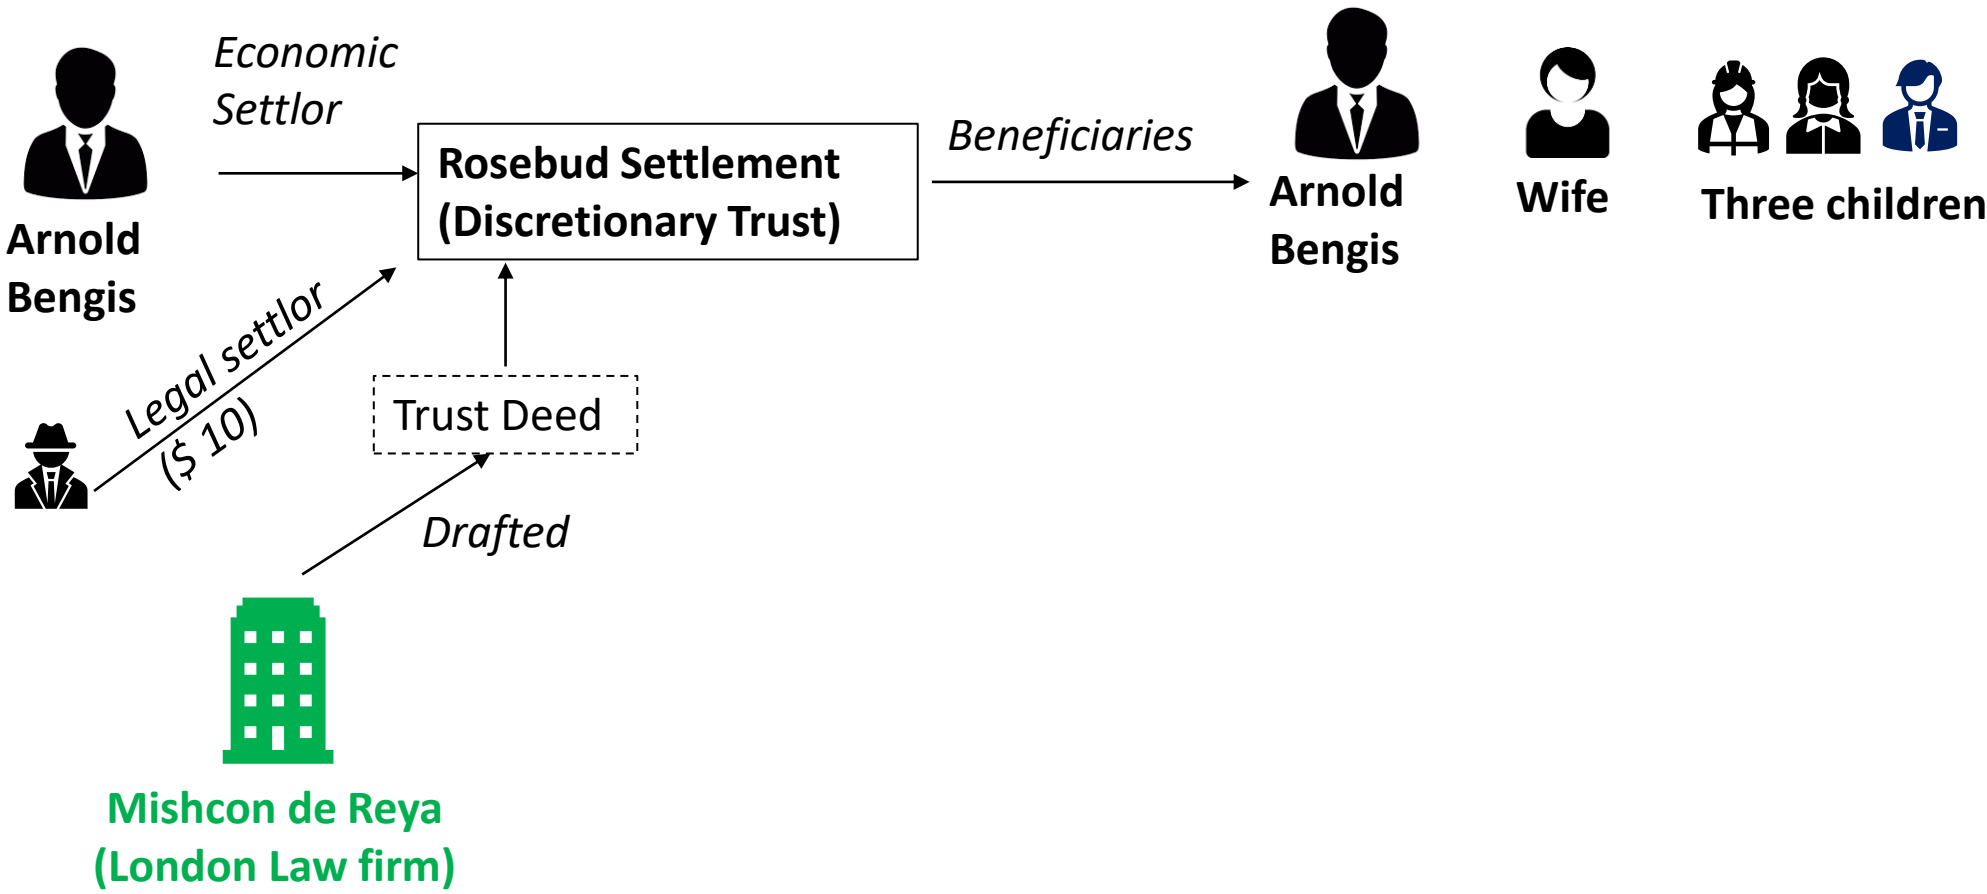 Economic
Settlor
Arnold
Bengis
Rosebud Settlement
(Discretionary Trust)
Beneficiaries
Arnold
Bengis
Wife
Three children
Legal settlor
($ 10)
Trust Deed
Drafted
Mishcon de Reya
(London Law firm)